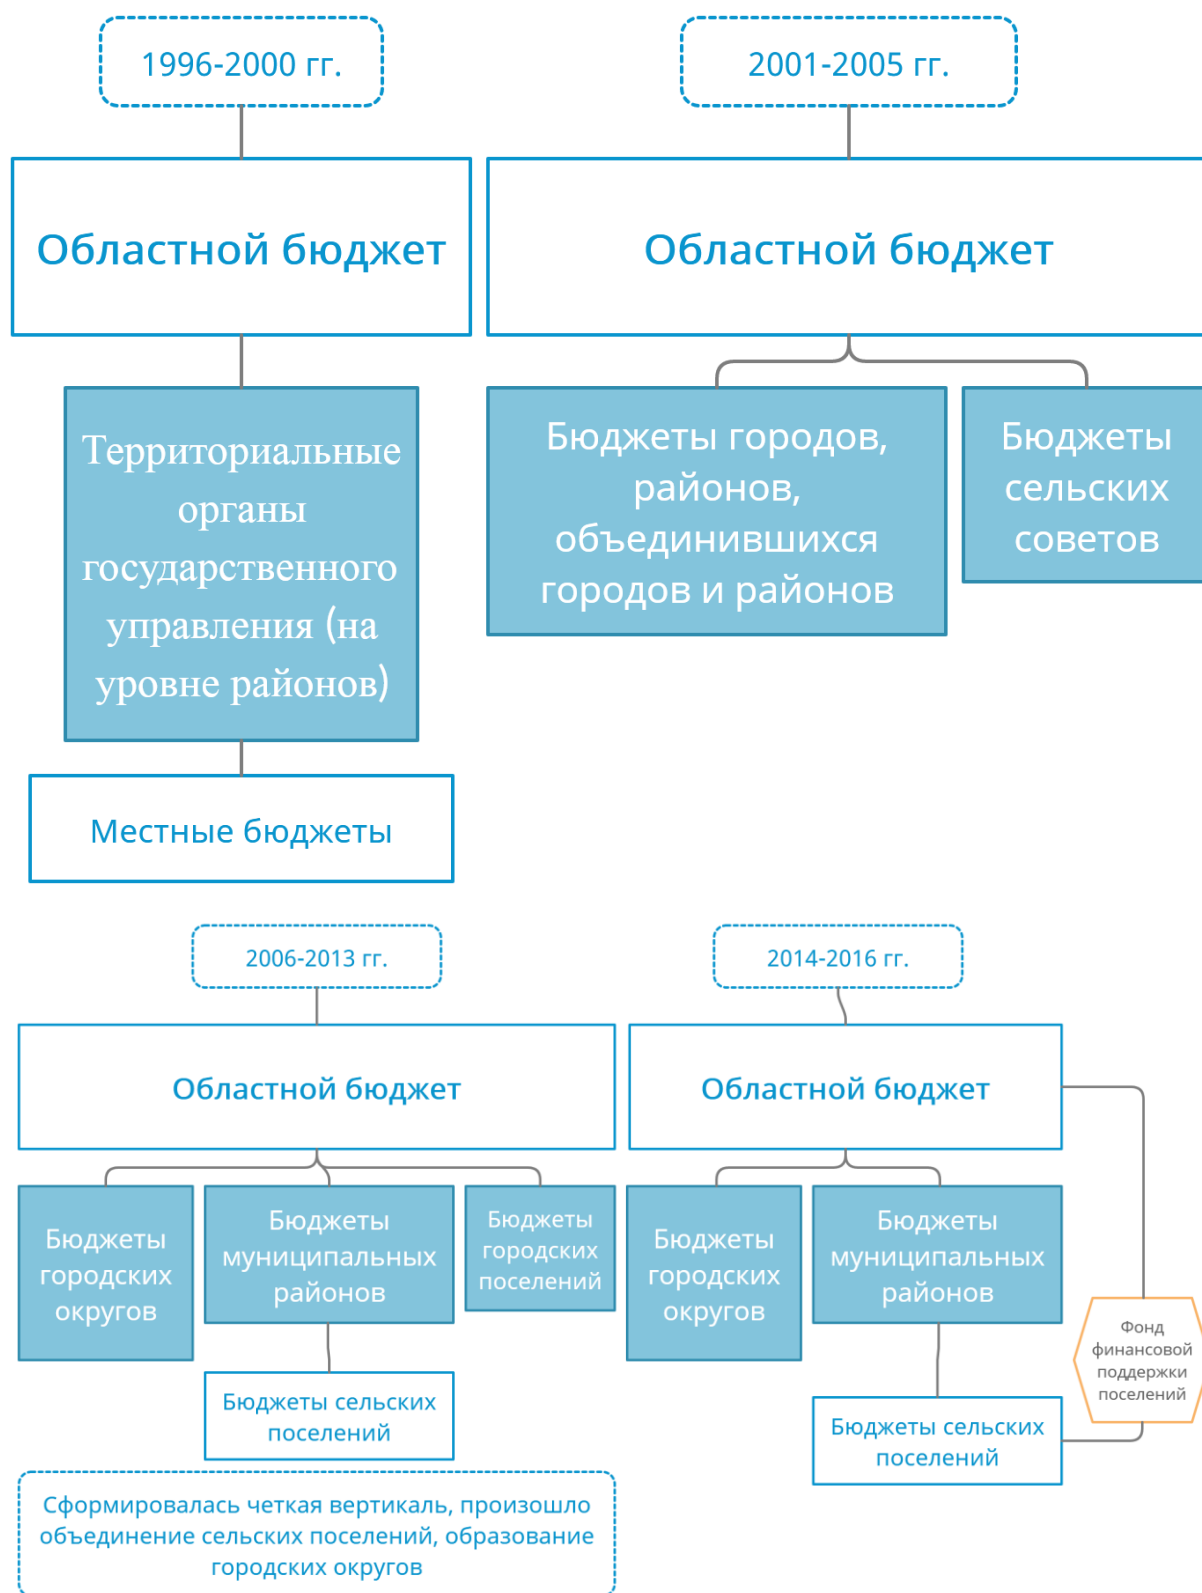 1996-2000 гг.
Областной бюджет
Территориальные
органы
государственного
управления (на
уровне районов)
Местные бюджеты
2001-2005 гг.
Областной бюджет
Бюджеты городов,
районов,
объединившихся
городов и районов
Бюджеты
сельских
советов
2006-2013 гг.
Областной бюджет
Бюджеты
городских
округов
Бюджеты
муниципальных
районов
Бюджеты
городских
поселений
Бюджеты сельских
поселений
Сформировалась четкая вертикаль, произошло
объединение сельских поселений, образование
городских округов
2014-2016 гг.
Областной бюджет
Бюджеты
городских
округов
Бюджеты
муниципальных
районов
Фонд
финансовой
поддержки
поселений
Бюджеты сельских
поселений